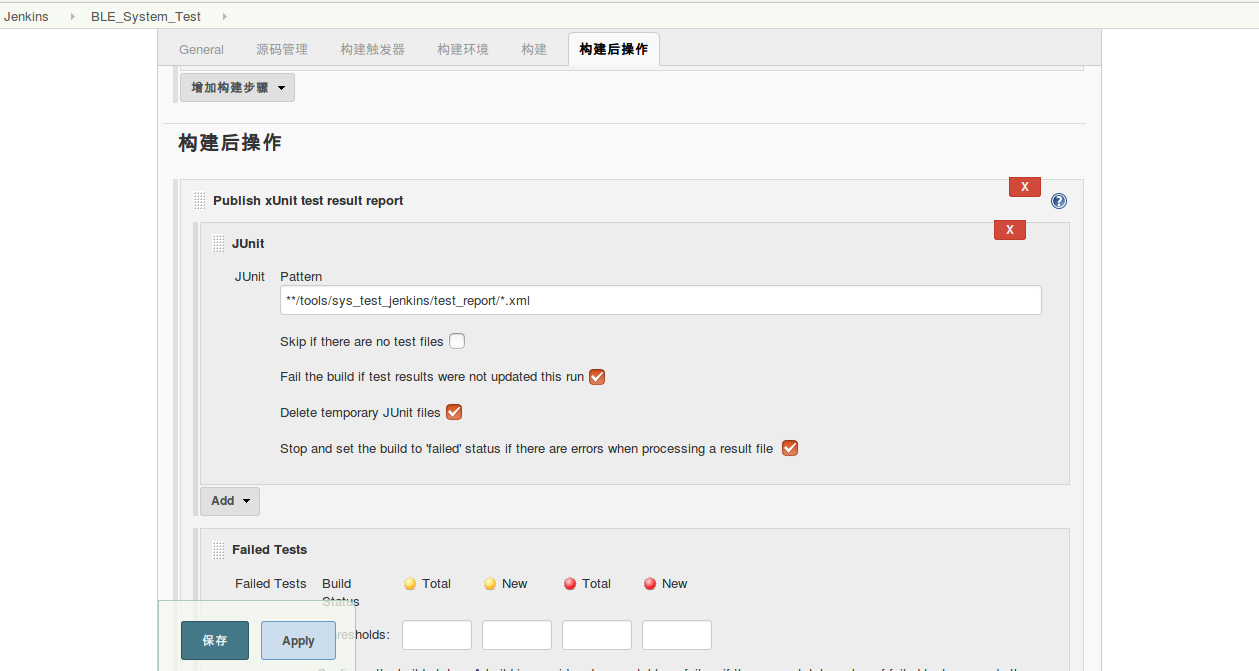 Jenkins BLE_System_Test
General 源码管理 构建触发器 构建环境 构建 构建后操作
增加构建步骤
构建后操作
X
Publish xUnit test result report
X
JUnit
JUnit Pattern
**/tools/sys_test_jenkins/test_report/*.xml
Skip if there are no test files
Fail the build if test results were not updated this run
Delete temporary JUnit files
Stop and set the build to 'failed' status if there are errors when processing a result file
Add
Failed Tests
Failed Tests Build Total New Total New
Status
保存 Apply